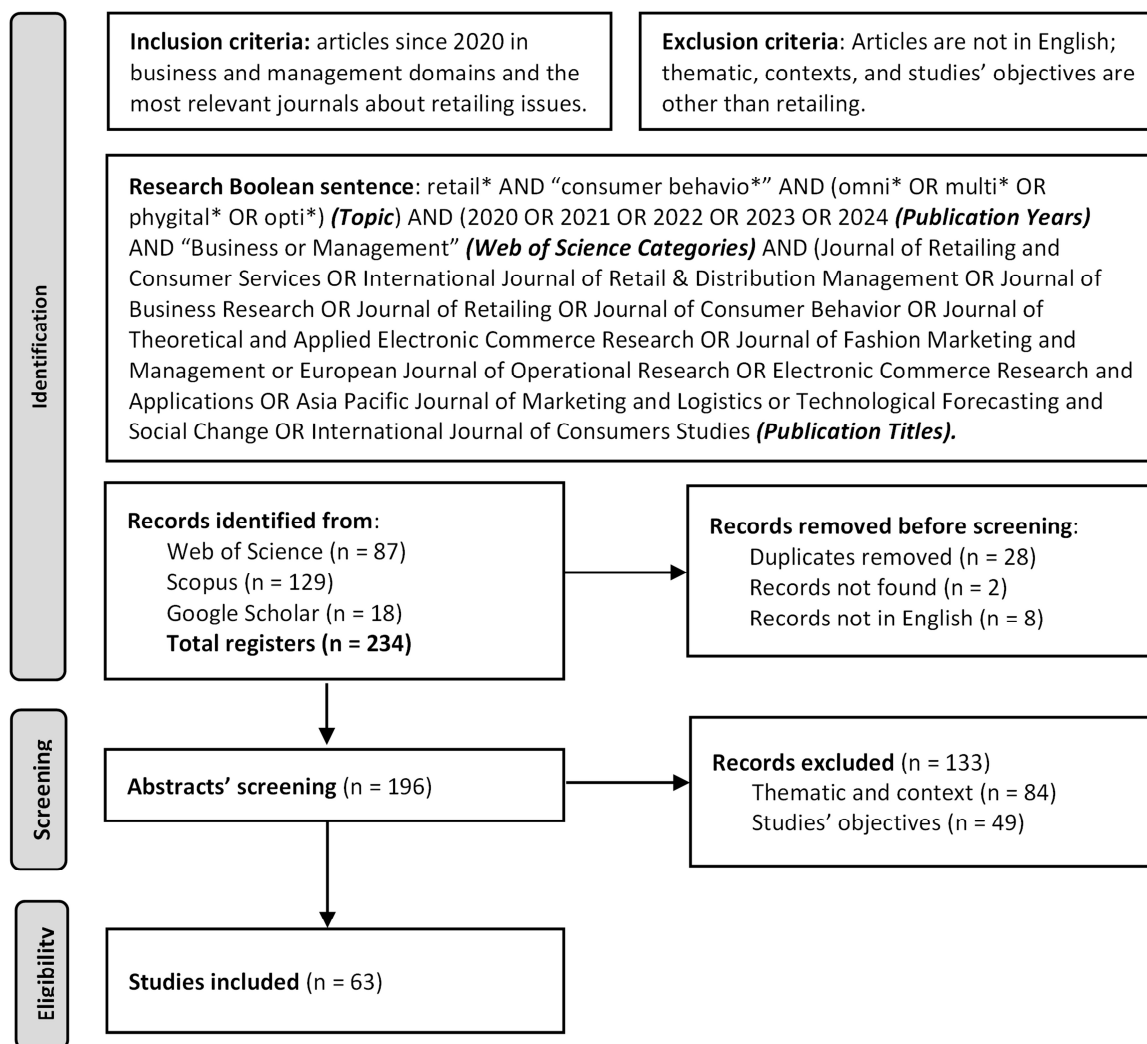 Identification
Inclusion criteria: articles since 2020 in
business and management domains and the
most relevant journals about retailing issues.
Exclusion criteria: Articles are not in English;
thematic, contexts, and studies’ objectives are
other than retailing.
Research Boolean sentence: retail* AND “consumer behavio*” AND (omni* OR multi* OR
phygital* OR opti*) (Topic) AND (2020 OR 2021 OR 2022 OR 2023 OR 2024 (Publication Years)
AND “Business or Management” (Web of Science Categories) AND (Journal of Retailing and
Consumer Services OR International Journal of Retail & Distribution Management OR Journal of
Business Research OR Journal of Retailing OR Journal of Consumer Behavior OR Journal of
Theoretical and Applied Electronic Commerce Research OR Journal of Fashion Marketing and
Management or European Journal of Operational Research OR Electronic Commerce Research and
Applications OR Asia Pacific Journal of Marketing and Logistics or Technological Forecasting and
Social Change OR International Journal of Consumers Studies (Publication Titles).
Records identified from:
Web of Science (n = 87)
Scopus (n = 129)
Google Scholar (n = 18)
Total registers (n = 234)
Records removed before screening:
Duplicates removed (n = 28)
Records not found (n = 2)
Records not in English (n = 8)
Screening
Abstracts’ screening (n = 196)
Records excluded (n = 133)
Thematic and context (n = 84)
Studies’ objectives (n = 49)
Eligibility
Studies included (n = 63)